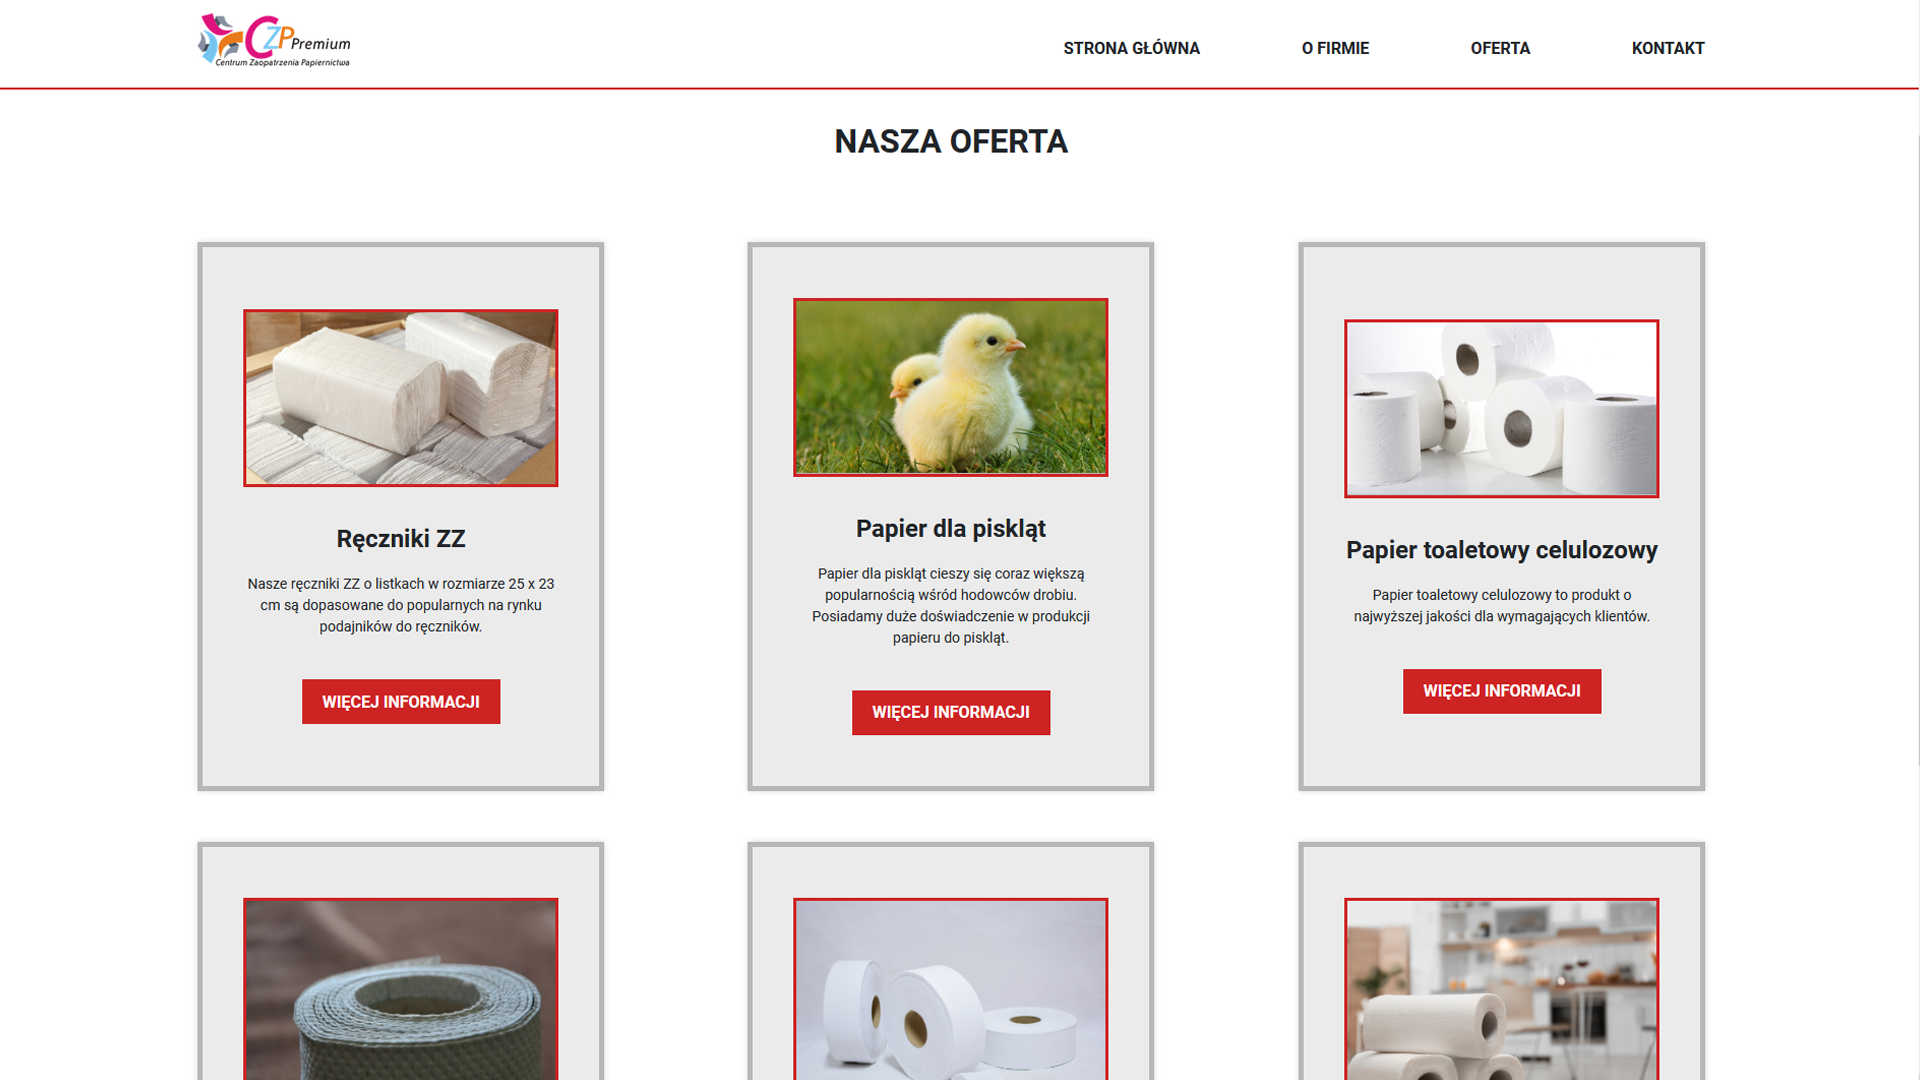 CZP Premium
Centrum Zaopatrzenia Papiernictwa
STRONA GŁÓWNA
O FIRMIE
OFERTA
KONTAKT
NASZA OFERTA
Ręczniki ZZ
Nasze ręczniki ZZ o listkach w rozmiarze 25 x 23
cm są dopasowane do popularnych na rynku
podajników do ręczników.
WIĘCEJ INFORMACJI
Papier dla piskląt
Papier dla piskląt cieszy się coraz większą
popularnością wśród hodowców drobiu.
Posiadamy duże doświadczenie w produkcji
papieru do piskląt.
WIĘCEJ INFORMACJI
Papier toaletowy celulozowy
Papier toaletowy celulozowy to produkt o
najwyższej jakości dla wymagających klientów.
WIĘCEJ INFORMACJI